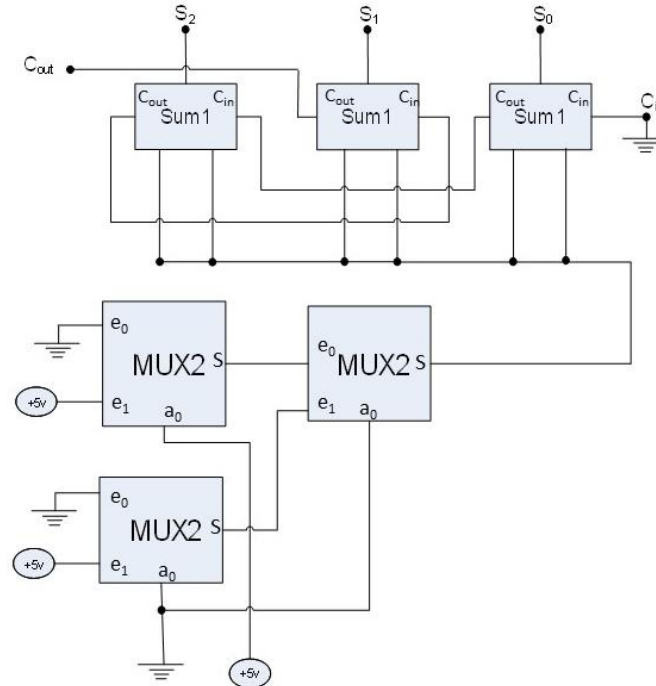 S₂ S₁ S₀
Cout
Cout Cin Cout Cin Cout Cin
Sum1 Sum1 Sum1
e₀
MUX2 S
+5v e₁
a₀
e₀
MUX2 S
e₁
a₀
e₀
MUX2 S
+5v e₁
a₀
+5v